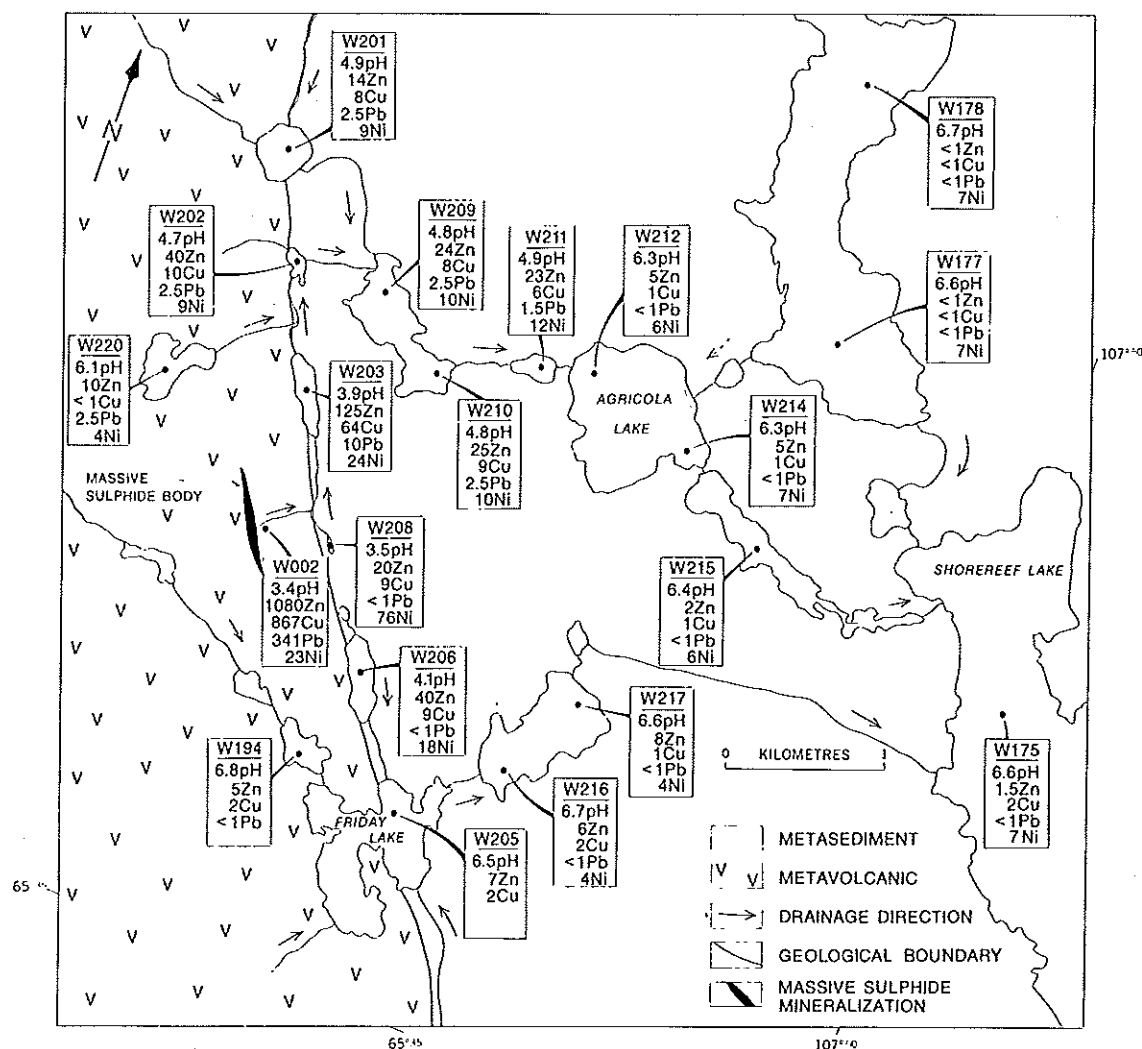 W201
4.9pH
14Zn
8Cu
2.5Pb
9Ni
W178
6.7pH
<1Zn
<1Cu
<1Pb
7Ni
W202
4.7pH
40Zn
10Cu
2.5Pb
9Ni
W209
4.8pH
24Zn
8Cu
2.5Pb
10Ni
W211
4.9pH
23Zn
6Cu
1.5Pb
12Ni
W212
6.3pH
5Zn
1Cu
<1Pb
6Ni
W177
6.6pH
<1Zn
<1Cu
<1Pb
7Ni
W220
6.1pH
10Zn
<1Cu
2.5Pb
4Ni
W203
3.9pH
125Zn
64Cu
10Pb
24Ni
W210
4.8pH
25Zn
9Cu
2.5Pb
10Ni
AGRICOLA
LAKE
W214
6.3pH
5Zn
1Cu
<1Pb
7Ni
MASSIVE
SULPHIDE BODY
W002
3.4pH
1080Zn
867Cu
341Pb
23Ni
W208
3.5pH
20Zn
9Cu
<1Pb
76Ni
W215
6.4pH
2Zn
1Cu
<1Pb
6Ni
SHOREREEF LAKE
W206
4.1pH
40Zn
9Cu
<1Pb
18Ni
W217
6.6pH
8Zn
1Cu
<1Pb
4Ni
W194
6.8pH
5Zn
2Cu
<1Pb
FRIDAY
LAKE
W205
6.5pH
7Zn
2Cu
W216
6.7pH
6Zn
2Cu
<1Pb
4Ni
0 KILOMETRES
W175
6.6pH
1.5Zn
2Cu
<1Pb
7Ni
METASEDIMENT
V V METAVOLCANIC
DRAINAGE DIRECTION
GEOLOGICAL BOUNDARY
MASSIVE SULPHIDE
MINERALIZATION